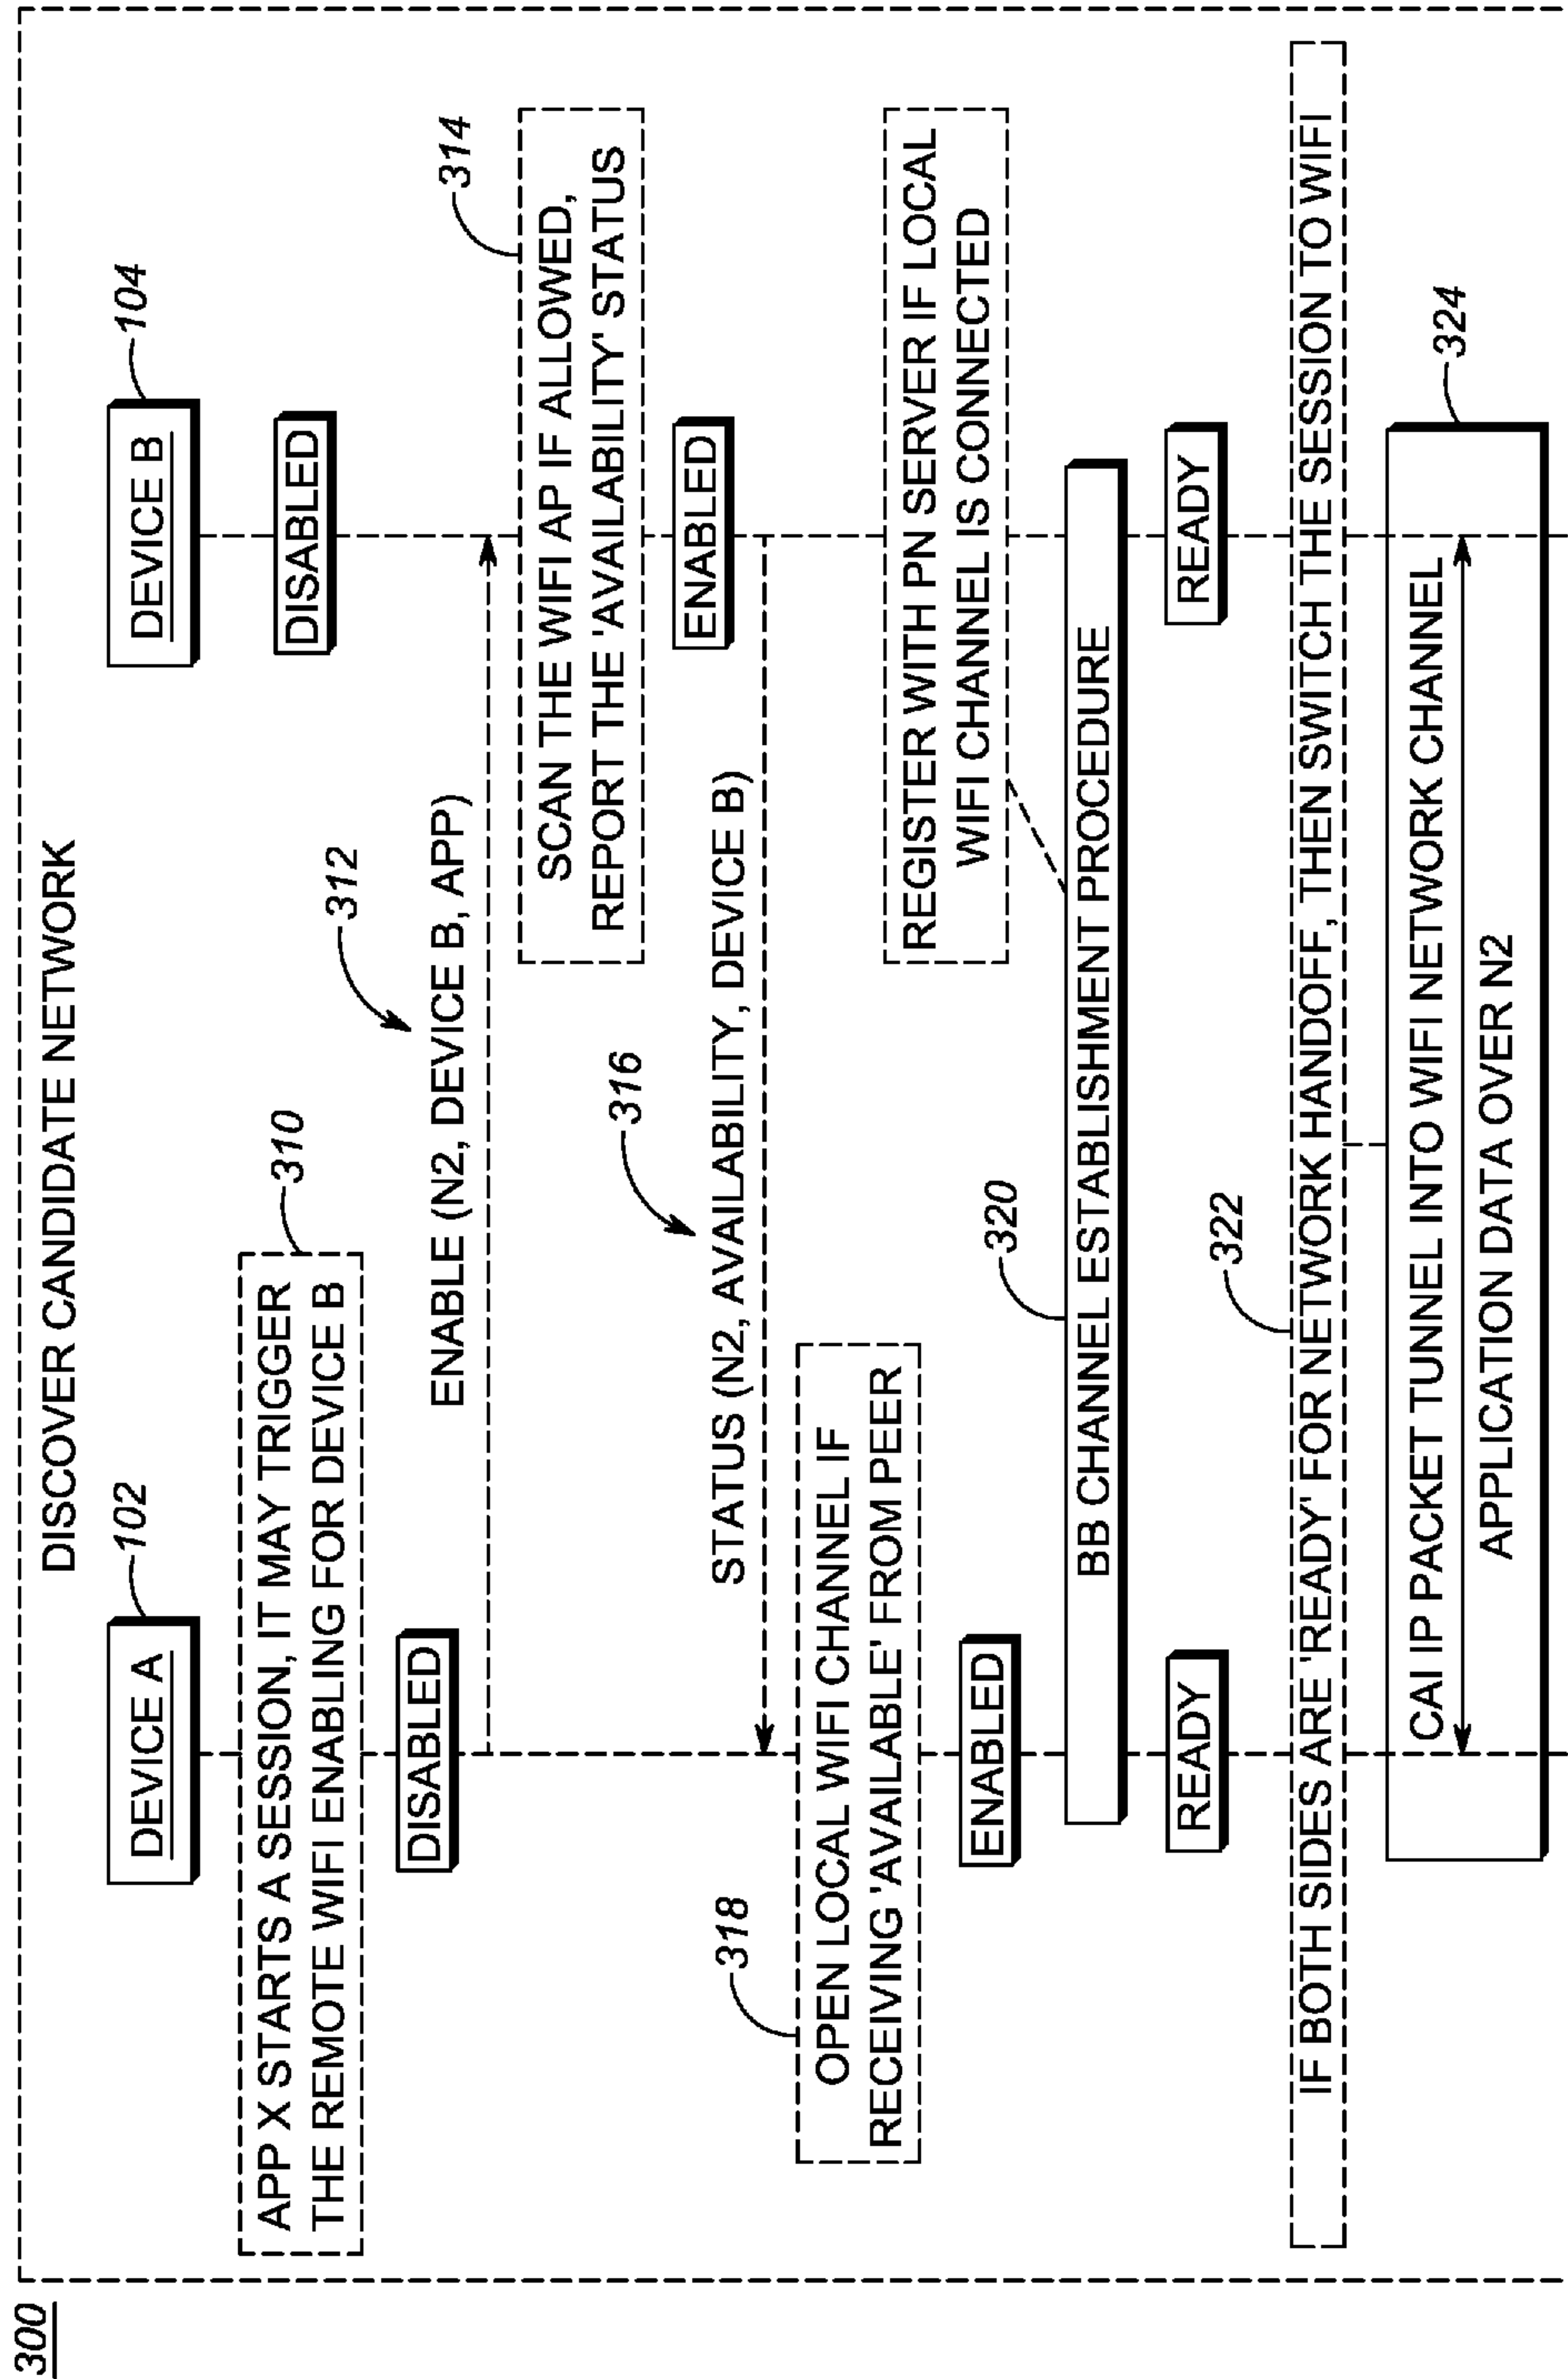 300
DISCOVER CANDIDATE NETWORK
DEVICE A
102
DEVICE B
104
APP X STARTS A SESSION, IT MAY TRIGGER
THE REMOTE WIFI ENABLING FOR DEVICE B
310
DISABLED
DISABLED
312
ENABLE (N2, DEVICE B, APP)
314
SCAN THE WIFI AP IF ALLOWED,
REPORT THE 'AVAILABILITY' STATUS
ENABLED
316
STATUS (N2, AVAILABILITY, DEVICE B)
318
OPEN LOCAL WIFI CHANNEL IF
RECEIVING 'AVAILABLE' FROM PEER
REGISTER WITH PN SERVER IF LOCAL
WIFI CHANNEL IS CONNECTED
ENABLED
320
BB CHANNEL ESTABLISHMENT PROCEDURE
READY
READY
322
IF BOTH SIDES ARE 'READY' FOR NETWORK HANDOFF, THEN SWITCH THE SESSION TO WIFI
324
CAI IP PACKET TUNNEL INTO WIFI NETWORK CHANNEL
APPLICATION DATA OVER N2